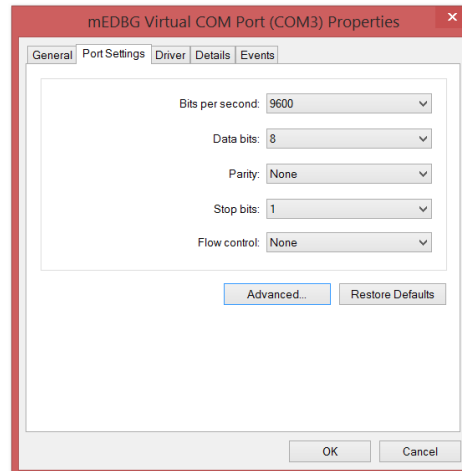 mEDBG Virtual COM Port (COM3) Properties
General Port Settings Driver Details Events
Bits per second: 9600
Data bits: 8
Parity: None
Stop bits: 1
Flow control: None
Advanced... Restore Defaults
OK Cancel